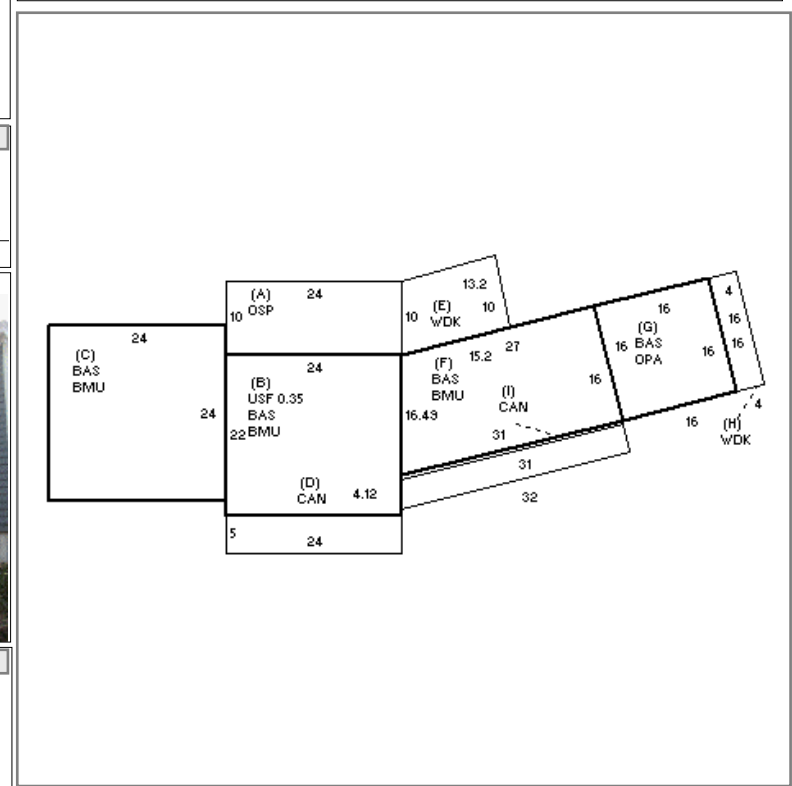 13.2
(A) 24 (E) 10
10 OSP 10 WDK
4
16
(G) 16
16 BAS 16
OPA 16
24
(C)
BAS
BMU
24
24
(B)
USF 0.35
BAS
22 BMU
27
15.2
(F)
BAS
BMU
16
16.49
(I)
CAN
31
31
32
(D)
CAN 4.12
5 24
16
4
(H)
WDK